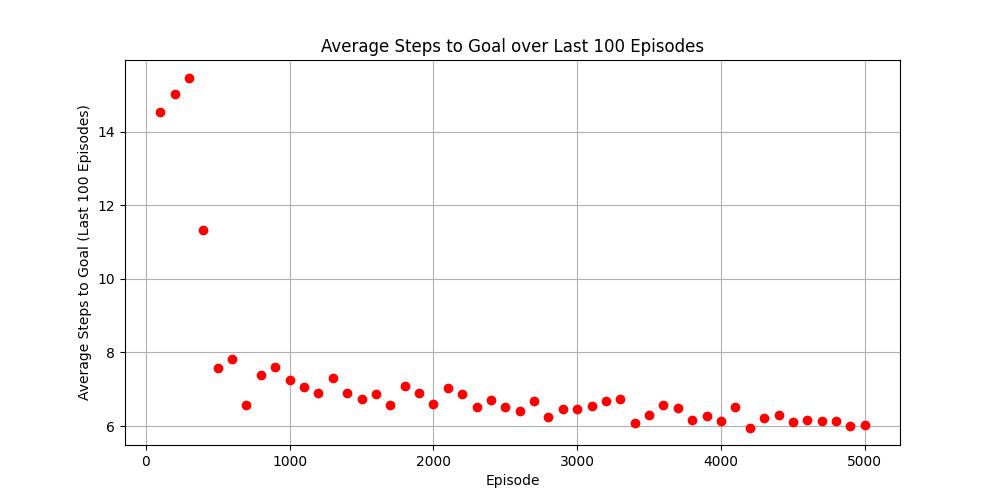 Average Steps to Goal over Last 100 Episodes
Average Steps to Goal (Last 100 Episodes)
14
12
10
8
6
0 1000 2000 3000 4000 5000
Episode